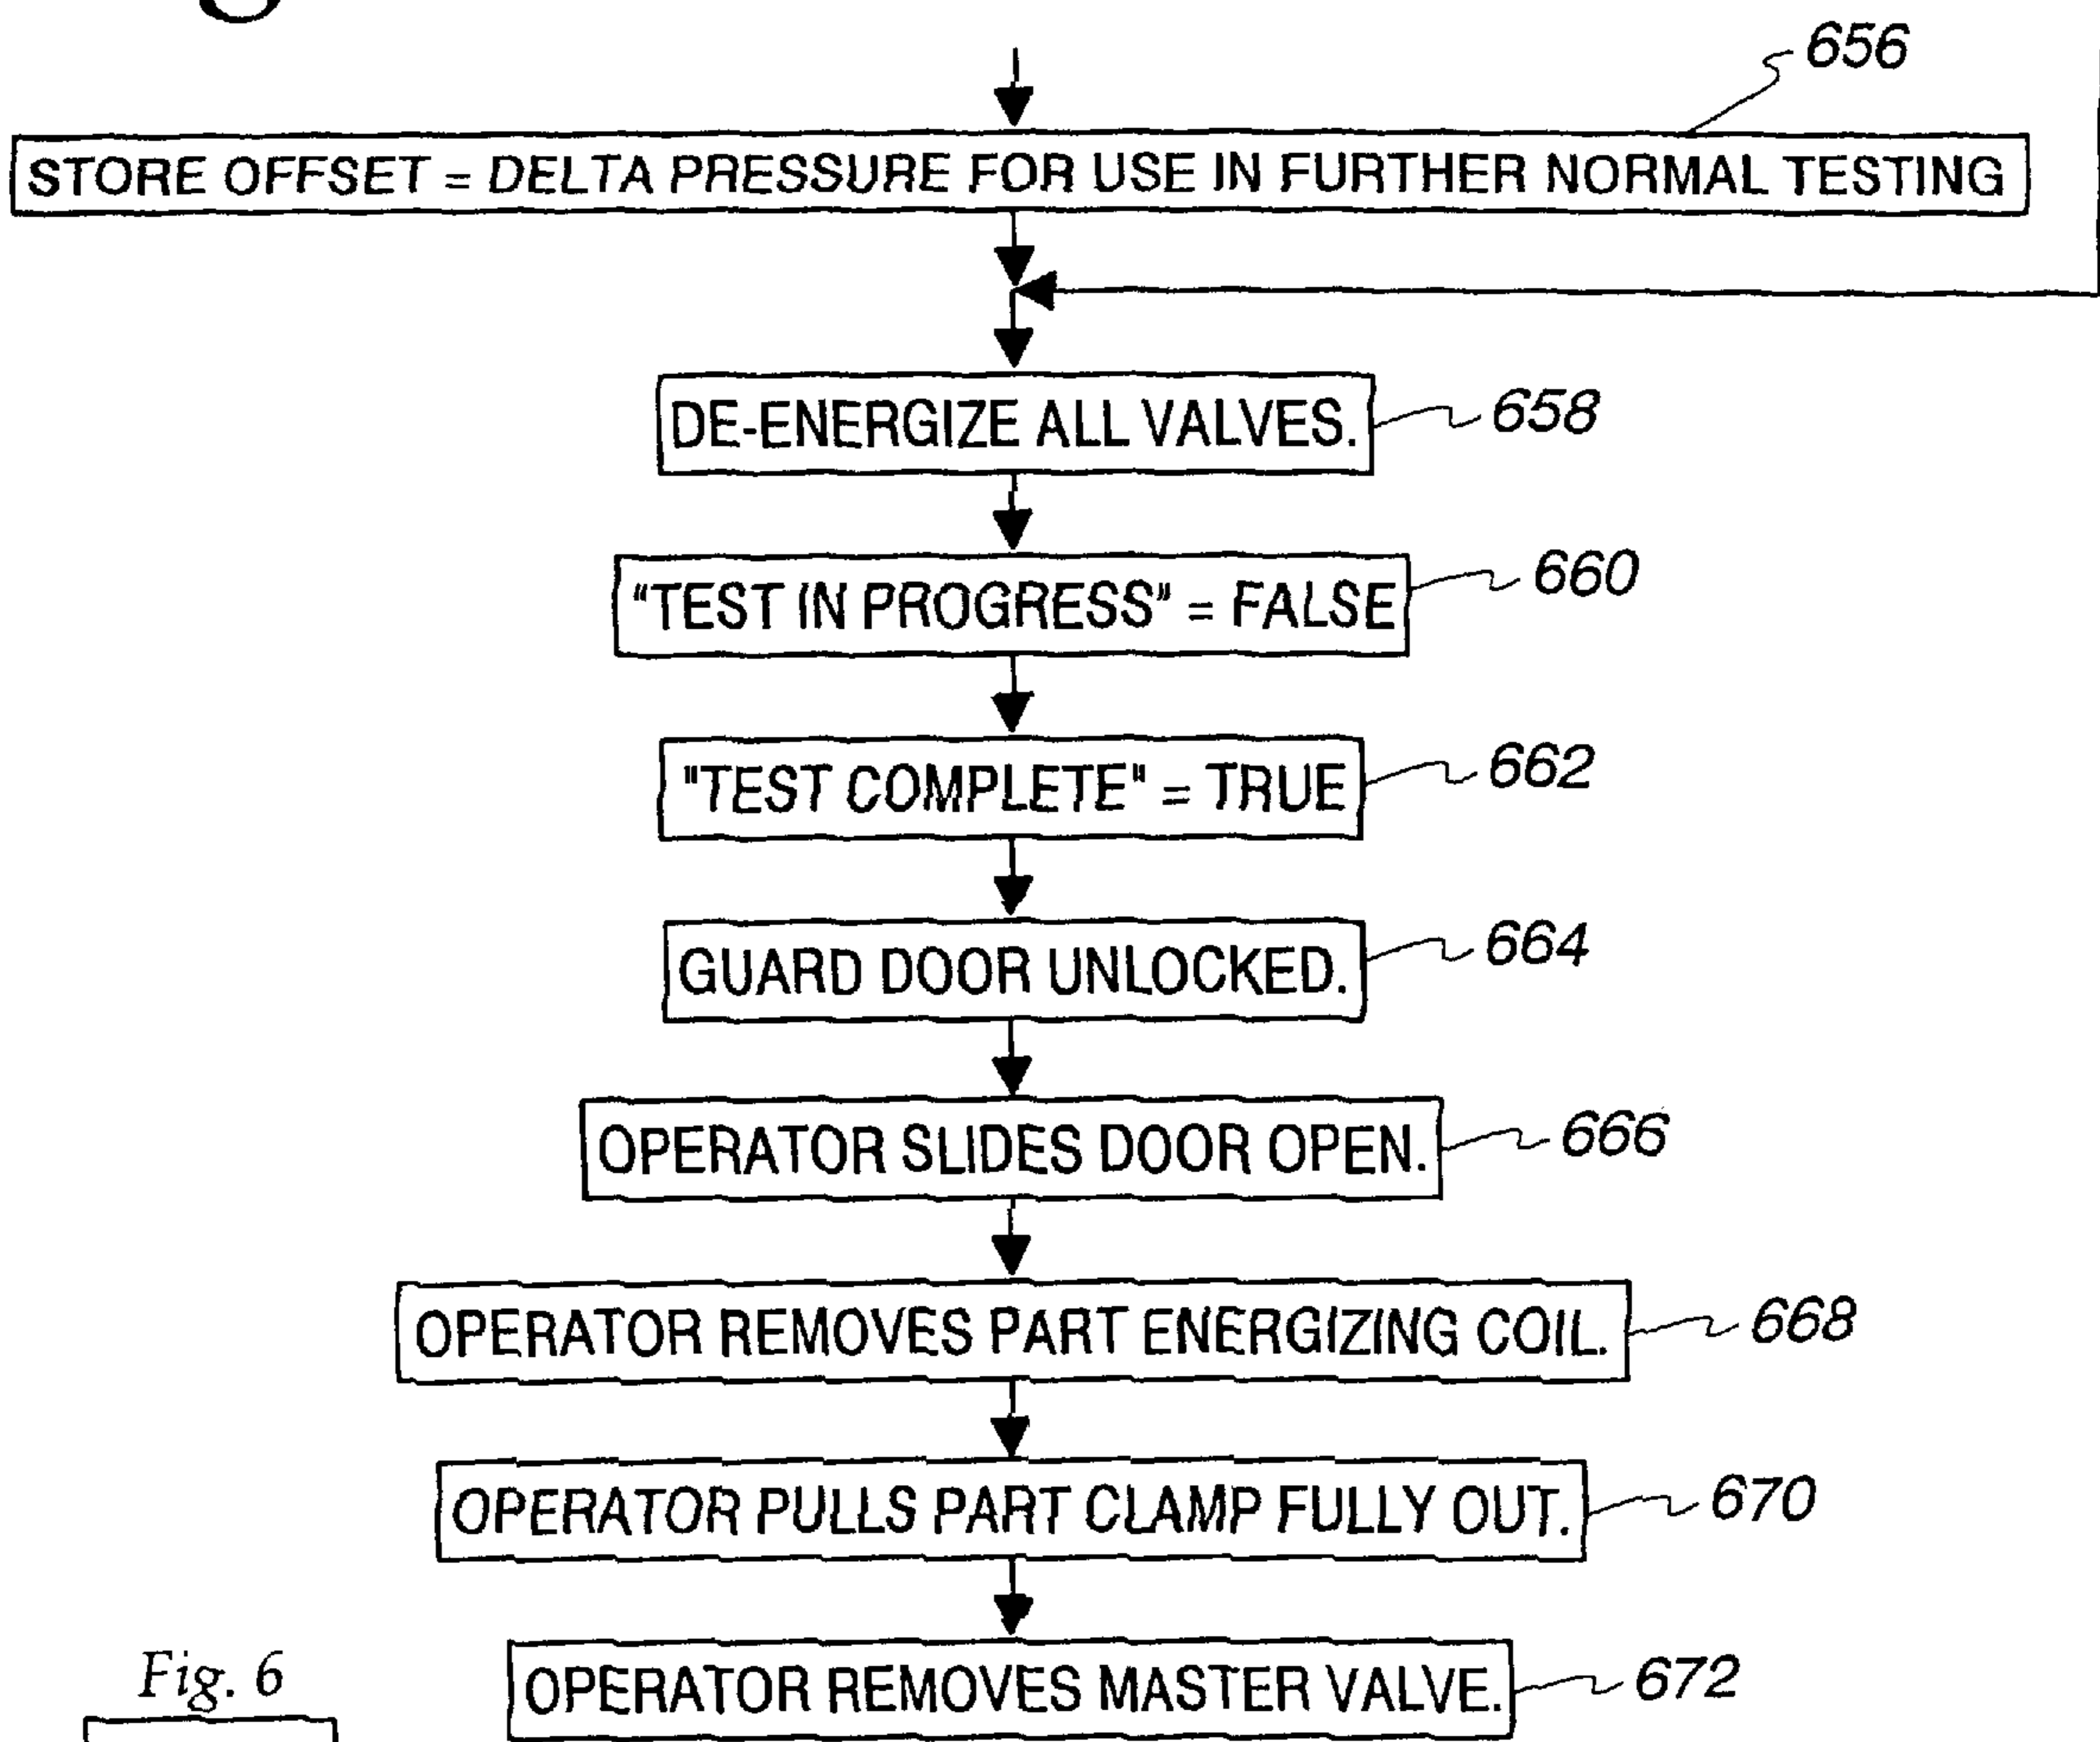 656
STORE OFFSET = DELTA PRESSURE FOR USE IN FURTHER NORMAL TESTING
DE-ENERGIZE ALL VALVES. 658
"TEST IN PROGRESS" = FALSE 660
"TEST COMPLETE" = TRUE 662
GUARD DOOR UNLOCKED. 664
OPERATOR SLIDES DOOR OPEN. 666
OPERATOR REMOVES PART ENERGIZING COIL. 668
OPERATOR PULLS PART CLAMP FULLY OUT. 670
Fig. 6
OPERATOR REMOVES MASTER VALVE. 672